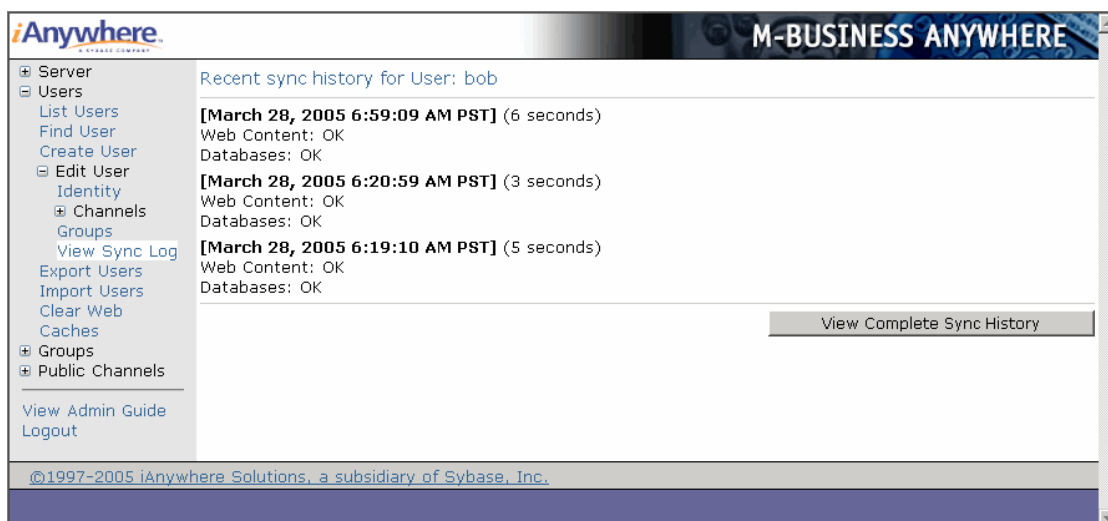 iAnywhere
A SYBASE COMPANY
M-BUSINESS ANYWHERE
Server
Users
List Users
Find User
Create User
Edit User
Identity
Channels
Groups
View Sync Log
Export Users
Import Users
Clear Web
Caches
Groups
Public Channels
View Admin Guide
Logout
Recent sync history for User: bob
[March 28, 2005 6:59:09 AM PST] (6 seconds)
Web Content: OK
Databases: OK
[March 28, 2005 6:20:59 AM PST] (3 seconds)
Web Content: OK
Databases: OK
[March 28, 2005 6:19:10 AM PST] (5 seconds)
Web Content: OK
Databases: OK
View Complete Sync History
©1997-2005 iAnywhere Solutions, a subsidiary of Sybase, Inc.